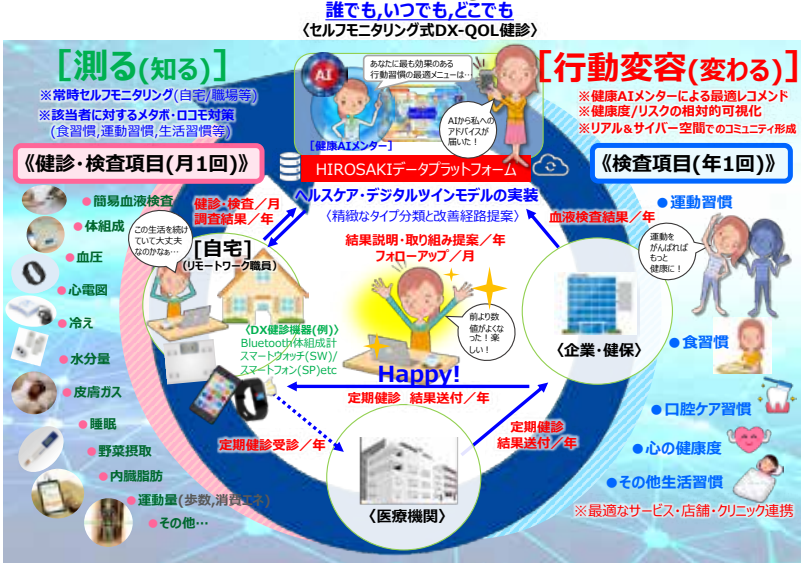 誰でも,いつでも,どこでも
〈セルフモニタリング式DX-QOL健診〉
[測る(知る)]
※常時セルフモニタリング(自宅/職場等)
※該当者に対するメタボ・ロコモ対策
(食習慣,運動習慣,生活習慣等)
AI
あなたに最も効果のある
行動習慣の最適メニューは…
AIから私への
アドバイスが
届いた！
[健康AIメンター]
[行動変容(変わる)]
※健康AIメンターによる最適レコメンド
※健康度/リスクの相対的可視化
※リアル＆サイバー空間でのコミュニティ形成
HIROSAKIデータプラットフォーム
ヘルスケア・デジタルツインモデルの実装
〈精緻なタイプ分類と改善経路提案〉
《健診・検査項目(月1回)》
簡易血液検査
体組成
血圧
心電図
冷え
水分量
皮膚ガス
睡眠
野菜摂取
内臓脂肪
運動量(歩数,消費エネ)
その他…
健診・検査／月
調査結果／年
この生活を続け
ていて大丈夫
なのかなぁ…
[自宅]
(リモートワーク職員)
〈DX健診機器(例)〉
Bluetooth体組成計
スマートウォッチ(SW)/
スマートフォン(SP)etc
結果説明・取り組み提案／年
フォローアップ／月
前より数
値がよくな
った！楽
しい！
Happy!
定期健診 結果送付／年
定期健診受診／年
〈医療機関〉
定期健診
結果送付／年
血液検査結果／年
〈企業・健保〉
《検査項目(年1回)》
運動習慣
運動を
がんばれば
もっと
健康に！
食習慣
口腔ケア習慣
心の健康度
その他生活習慣
※最適なサービス・店舗・クリニック連携